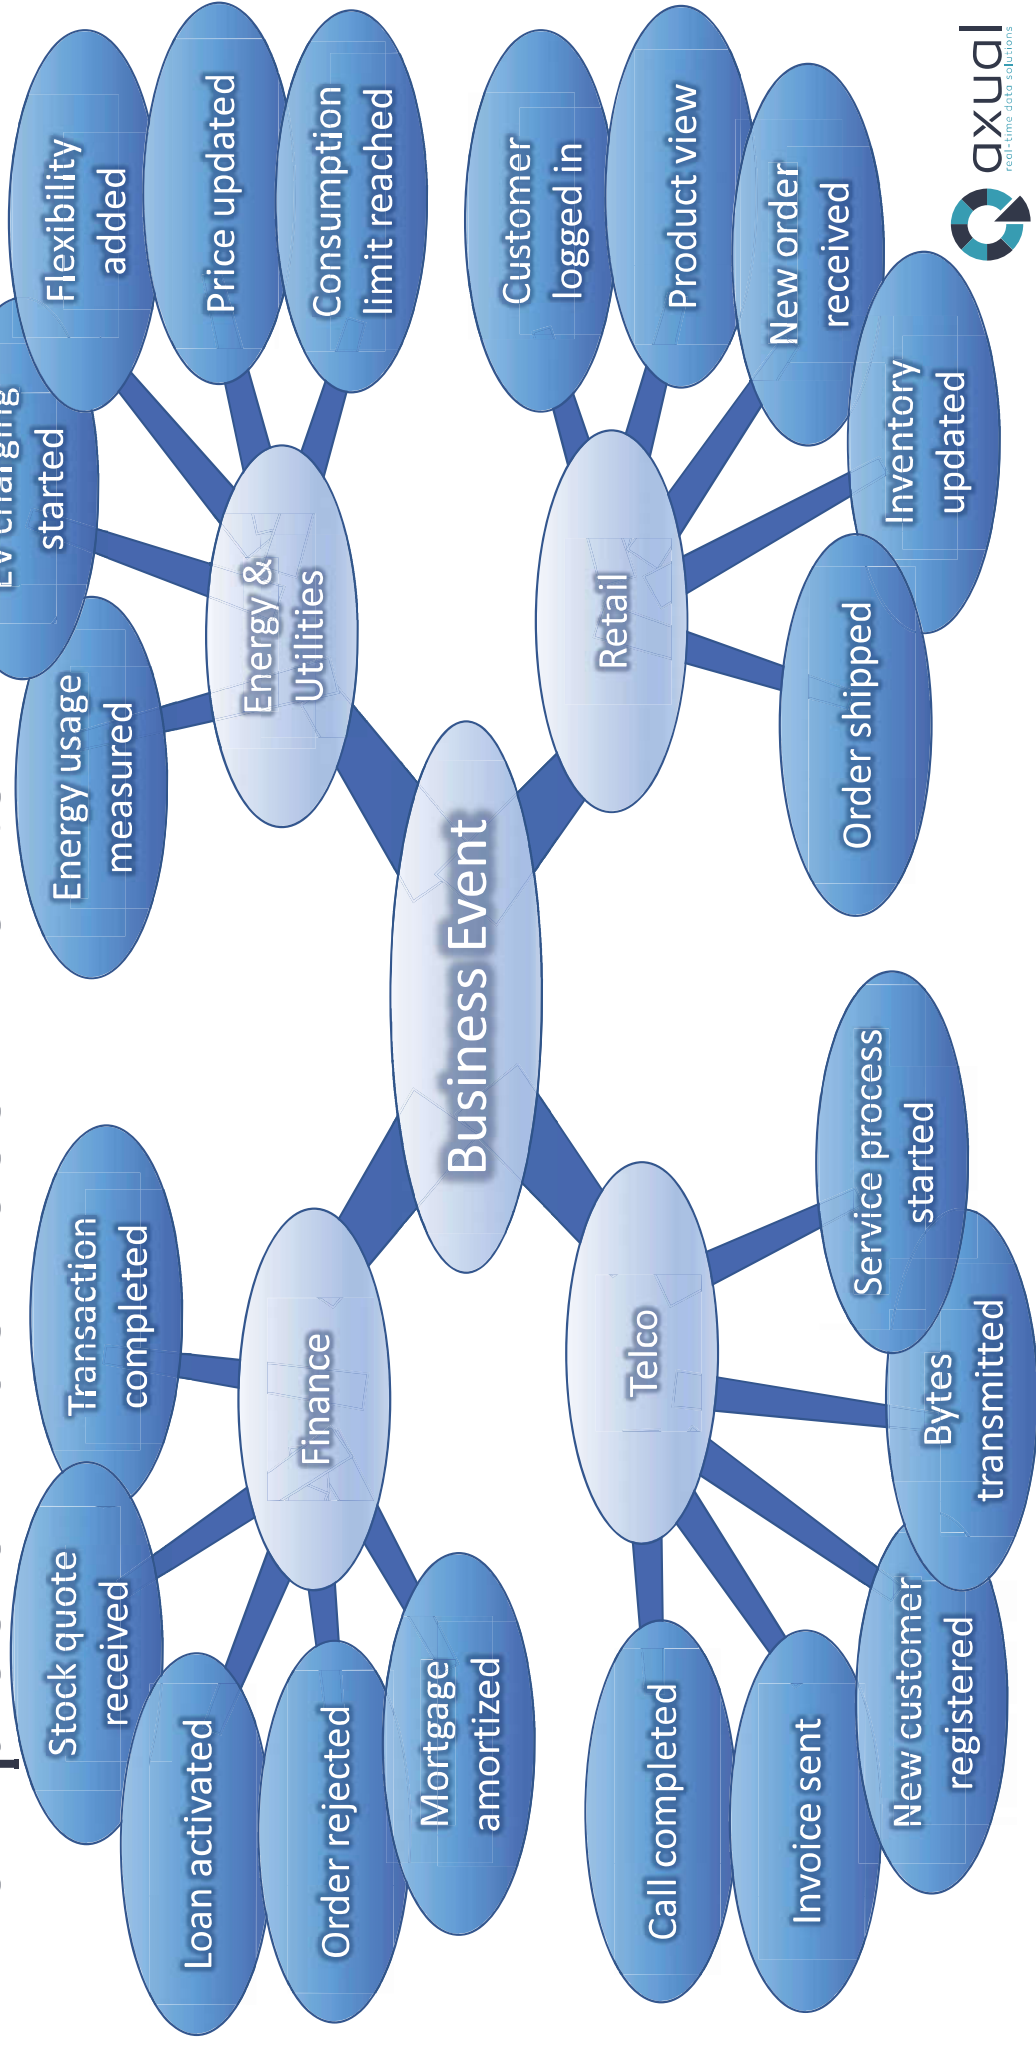 EV charging
started
Flexibility
added
Price updated
Consumption
limit reached
Energy usage
measured
Energy &
Utilities
Transaction
completed
Stock quote
received
Loan activated
Order rejected
Mortgage
amortized
Finance
Business Event
Customer
logged in
Product view
New order
received
Inventory
updated
Order shipped
Retail
Telco
Service process
started
Bytes
transmitted
New customer
registered
Invoice sent
Call completed
axual
real-time data solutions